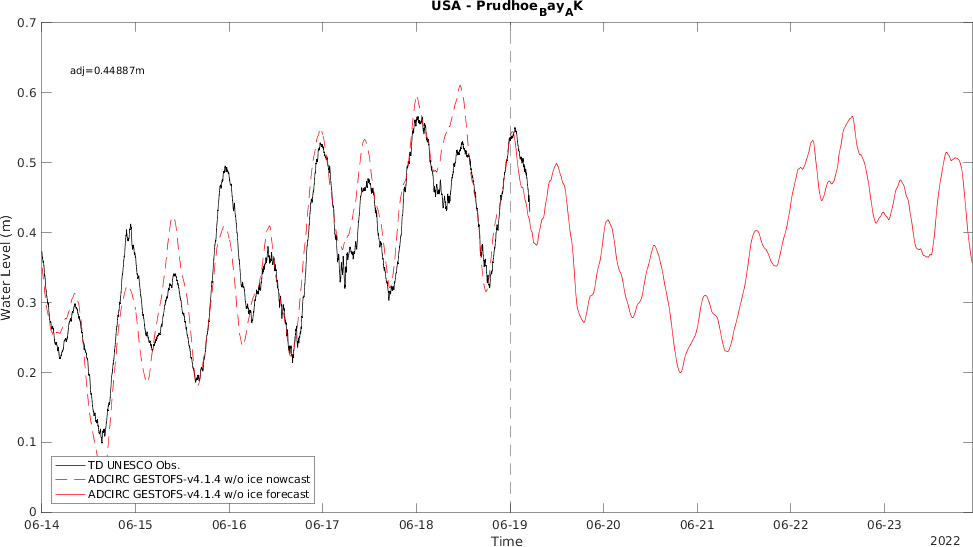 USA - Prudhoe_Bay_AK
0.7
0.6
0.5
0.4
0.3
0.2
0.1
0
Water Level (m)
adj=0.44887m
TD UNESCO Obs.
ADCIRC GESTOFS-v4.1.4 w/o ice nowcast
ADCIRC GESTOFS-v4.1.4 w/o ice forecast
06-14 06-15 06-16 06-17 06-18 06-19 06-20 06-21 06-22 06-23
Time
2022